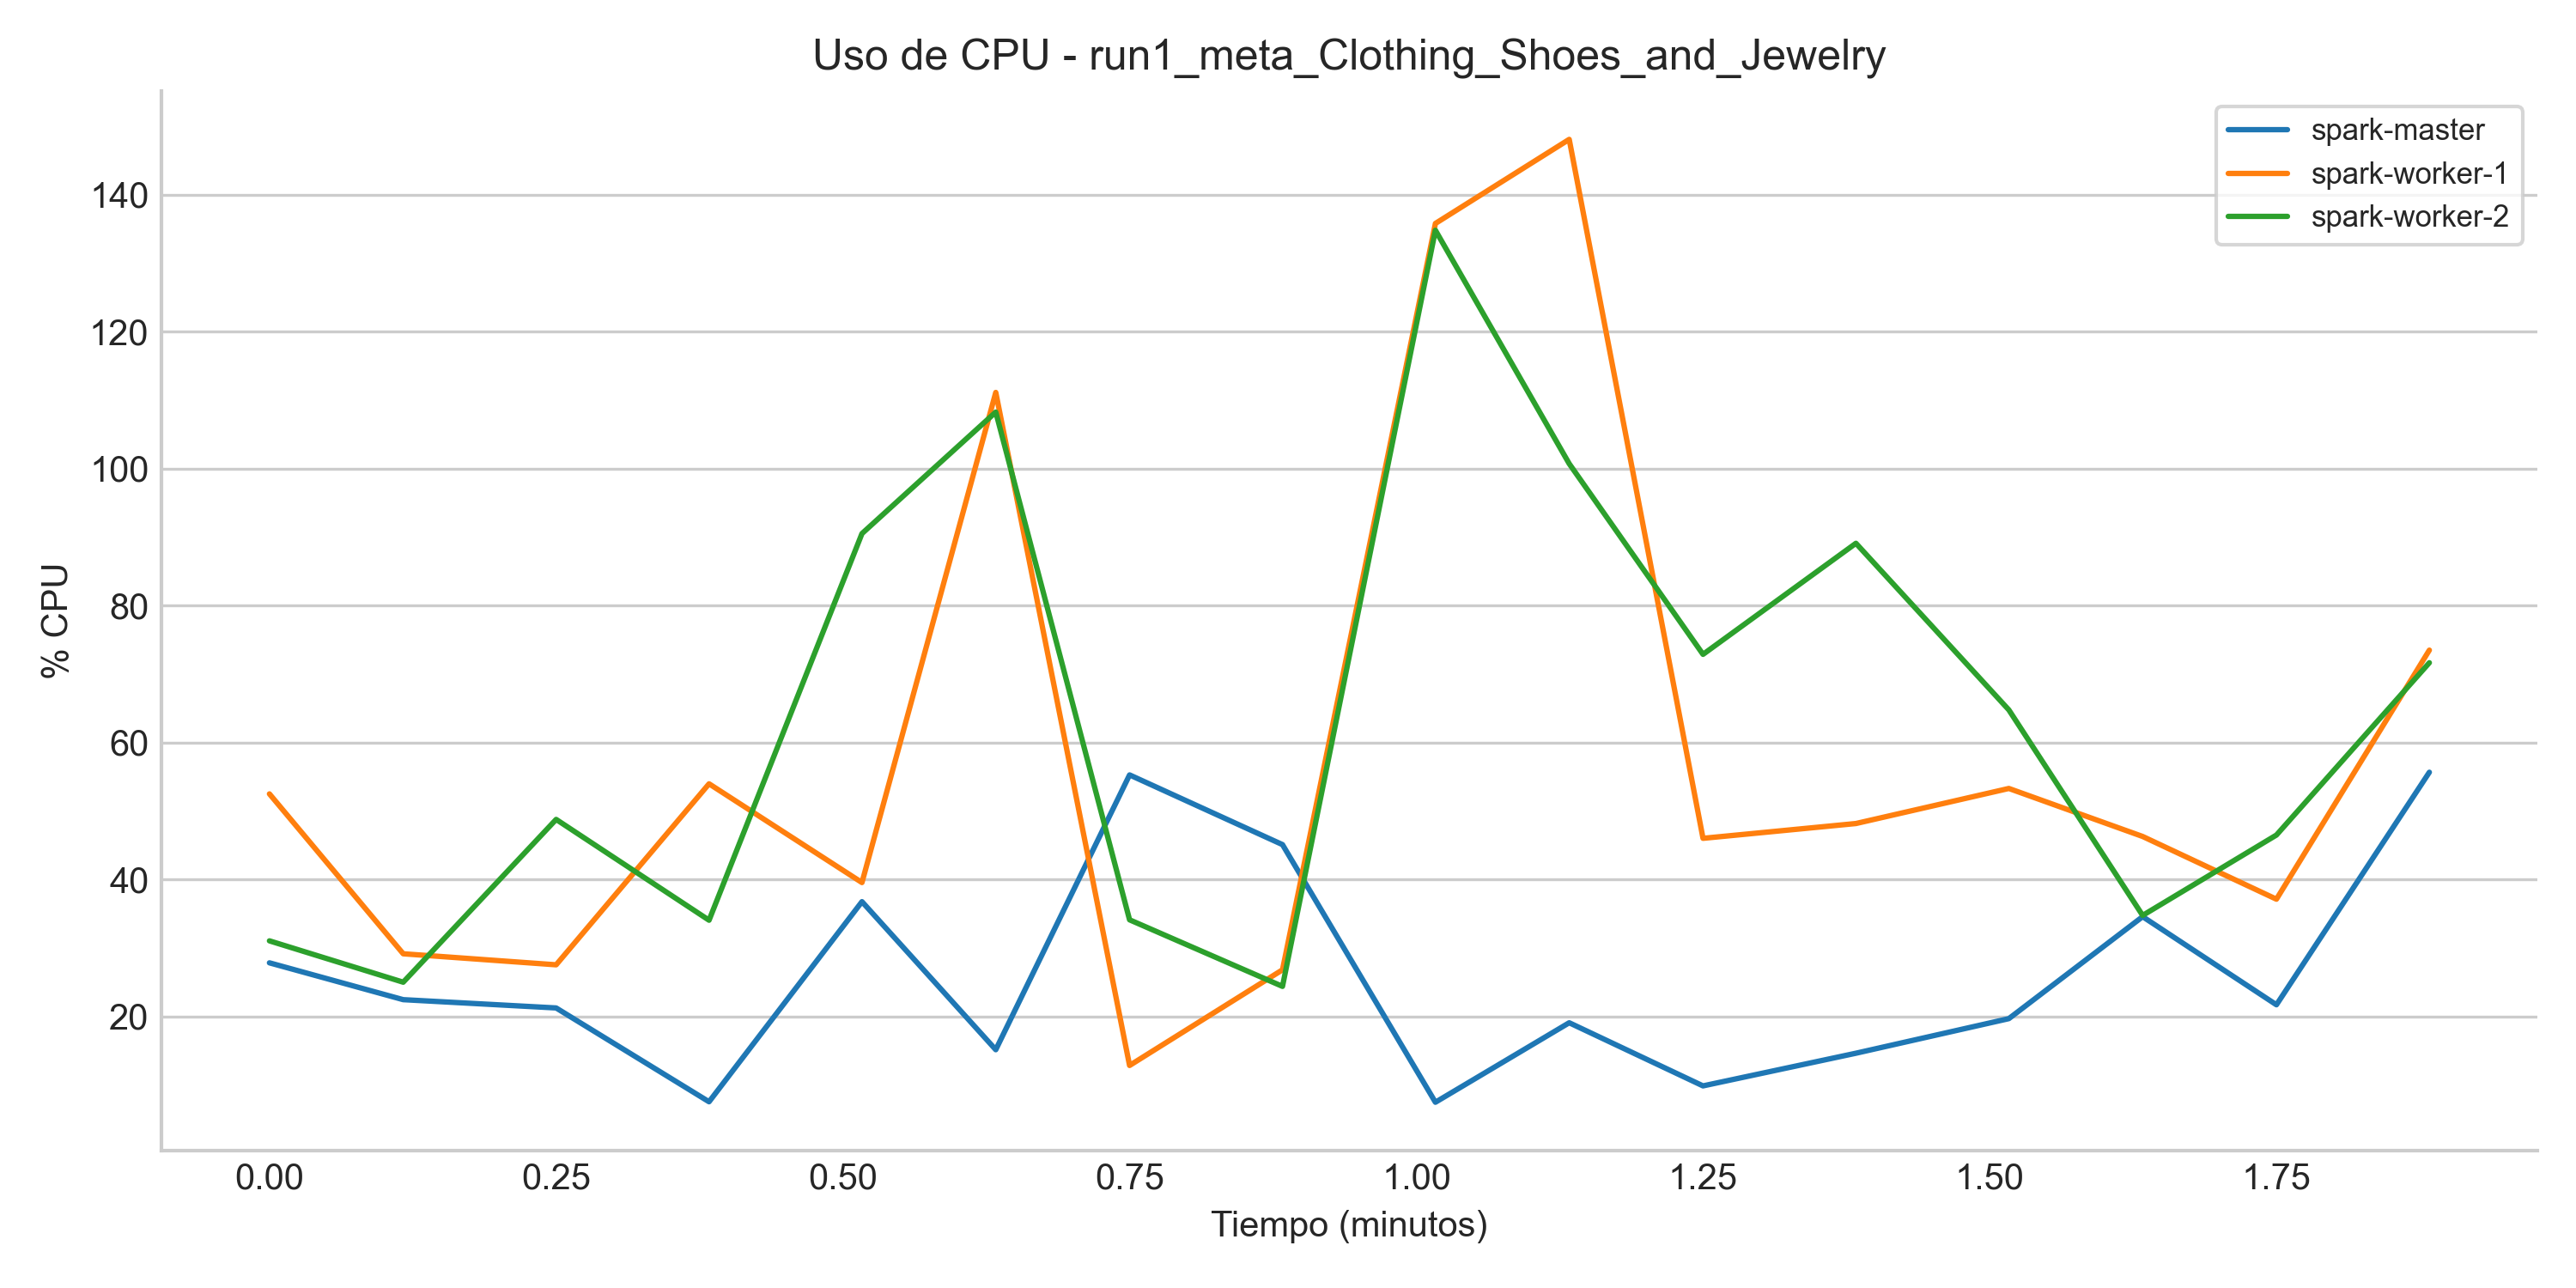 Uso de CPU - run1_meta_Clothing_Shoes_and_Jewelry
spark-master
spark-worker-1
spark-worker-2
% CPU
140
120
100
80
60
40
20
0.00 0.25 0.50 0.75 1.00 1.25 1.50 1.75
Tiempo (minutos)